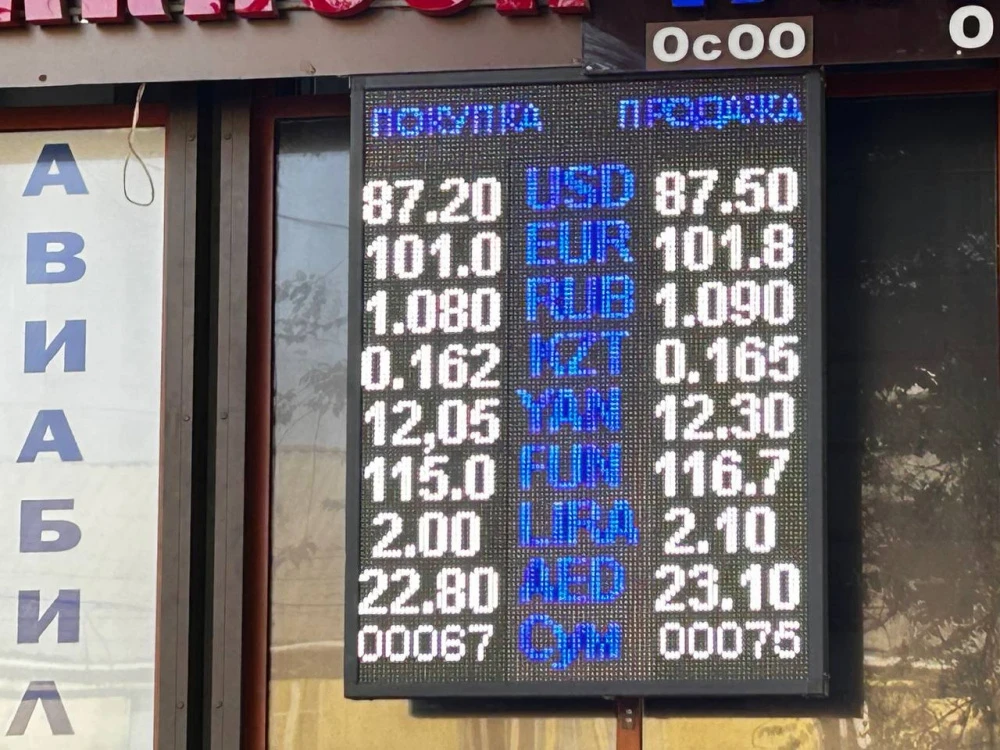 ОсОО
О
ПОКУПКА ПРОДАЖА
87.20 USD 87.50
101.0 EUR 101.8
1.080 RUB 1.090
0.162 KZT 0.165
12,05 YAN 12.30
115.0 FUN 116.7
2.00 LIRA 2.10
22.80 AED 23.10
00067 Сум 00075
АВИАБИЛ